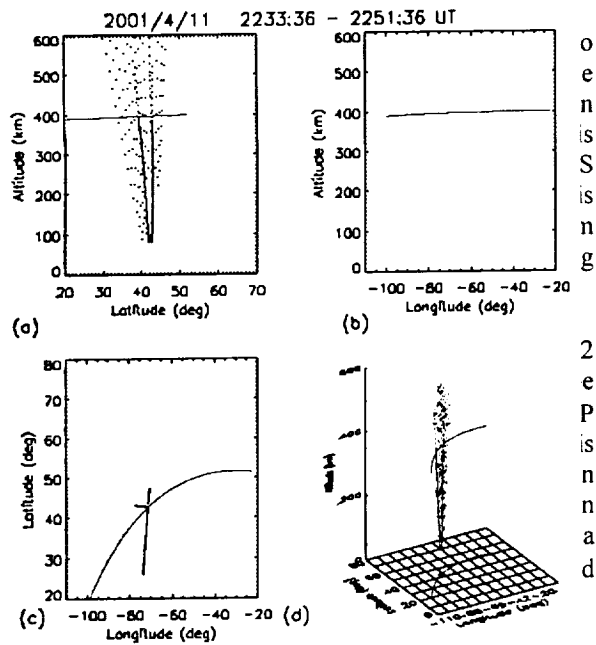 2001/4/11 2233:36 - 2251:36 UT
600
500
400
300
200
100
0
Altitude (km)
20 30 40 50 60 70
Latitude (deg)
(a)
600
500
400
300
200
100
0
Altitude (km)
-100 -80 -60 -40 -20
Longitude (deg)
(b)
80
70
60
50
40
30
20
Latitude (deg)
-100 -80 -60 -40 -20
Longitude (deg)
(c)
(d)
Longitude (deg)
o
e
n
is
S
is
n
g
2
e
P
is
n
n
a
d